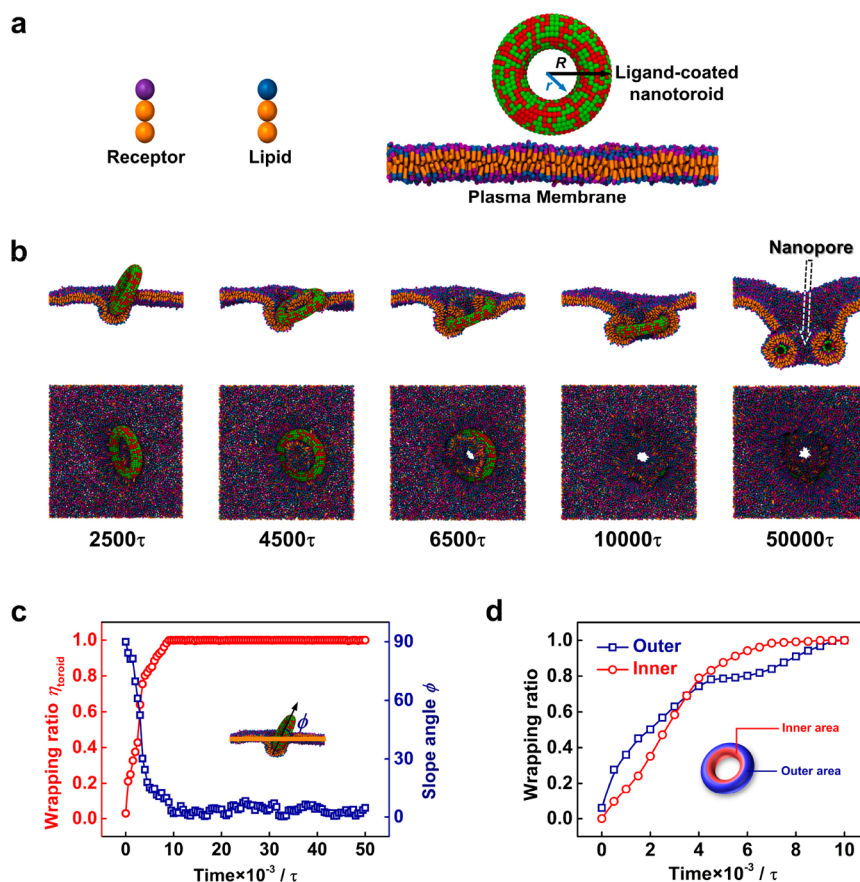 a
R
r
Ligand-coated
nanotoroid
Receptor
Lipid
Plasma Membrane
b
Nanopore
2500τ
4500τ
6500τ
10000τ
50000τ
c
Wrapping ratio ηtoroid
1.0
0.8
0.6
0.4
0.2
0.0
ϕ
90
60
30
0
Slope angle ϕ
0 10 20 30 40 50
Time×10⁻³ / τ
d
Wrapping ratio
1.0
0.8
0.6
0.4
0.2
0.0
Outer
Inner
Inner area
Outer area
0 2 4 6 8 10
Time×10⁻³ / τ